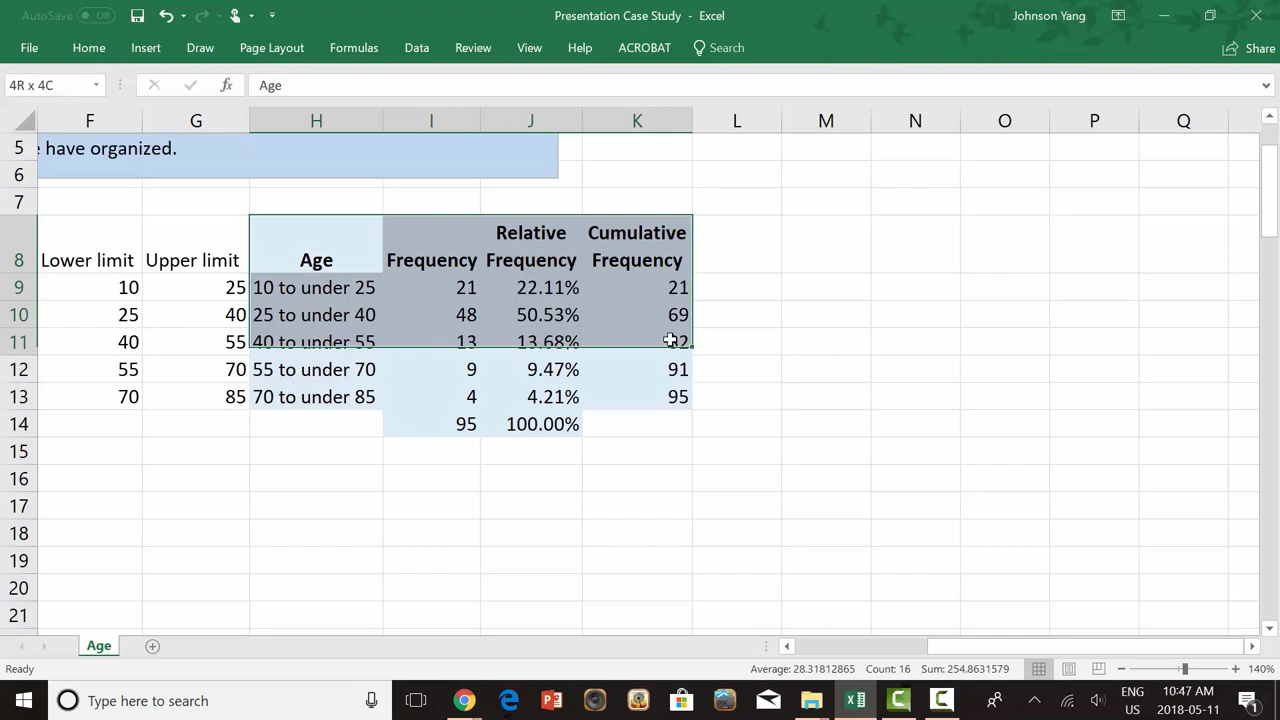 AutoSave Off
Presentation Case Study - Excel
Johnson Yang
File Home Insert Draw Page Layout Formulas Data Review View Help ACROBAT Search Share
4R x 4C fx Age
F G H I J K L M N O P Q
5 have organized.
6
7
Relative Cumulative
8 Lower limit Upper limit Age Frequency Frequency Frequency
9 10 25 10 to under 25 21 22.11% 21
10 25 40 25 to under 40 48 50.53% 69
11 40 55 40 to under 55 13 13.68%
12 55 70 55 to under 70 9 9.47% 91
13 70 85 70 to under 85 4 4.21% 95
14 95 100.00%
15
16
17
18
19
20
21
Age
Ready Average: 28.31812865 Count: 16 Sum: 254.8631579 140%
Type here to search
ENG 10:47 AM
US 2018-05-11
1